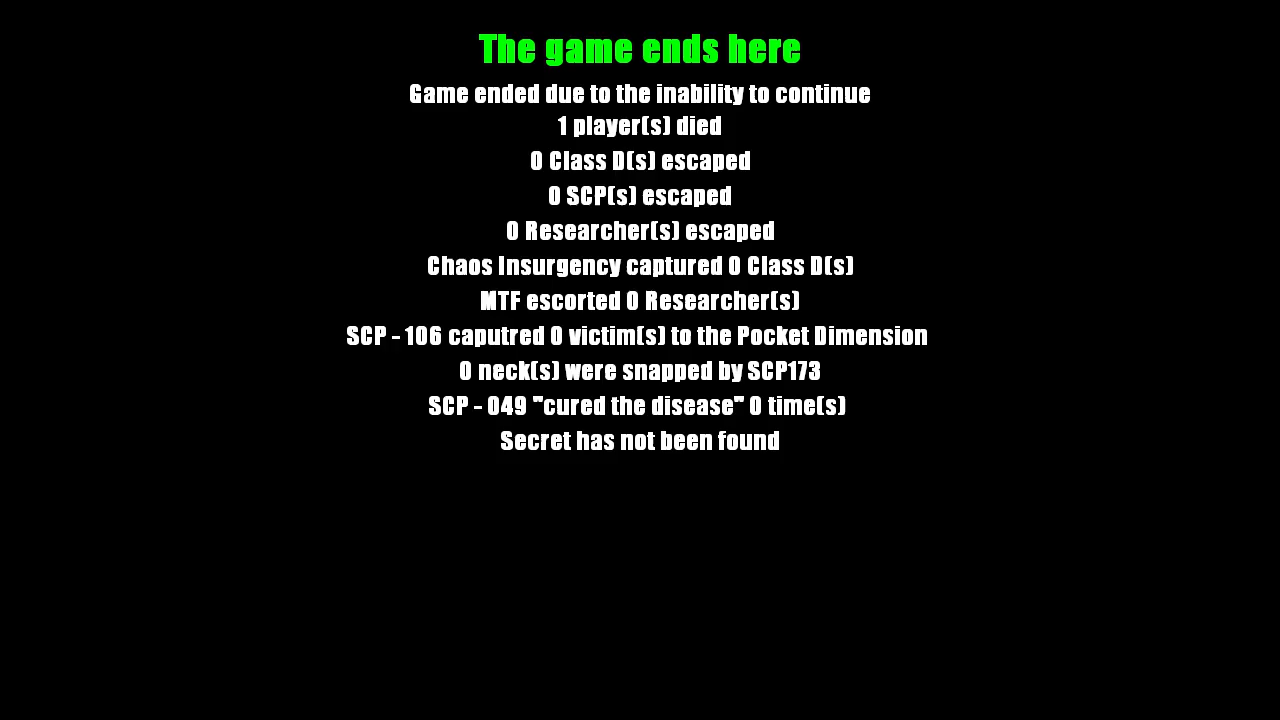 The game ends here
Game ended due to the inability to continue
1 player(s) died
0 Class D(s) escaped
0 SCP(s) escaped
0 Researcher(s) escaped
Chaos Insurgency captured 0 Class D(s)
MTF escorted 0 Researcher(s)
SCP - 106 caputred 0 victim(s) to the Pocket Dimension
0 neck(s) were snapped by SCP173
SCP - 049 "cured the disease" 0 time(s)
Secret has not been found